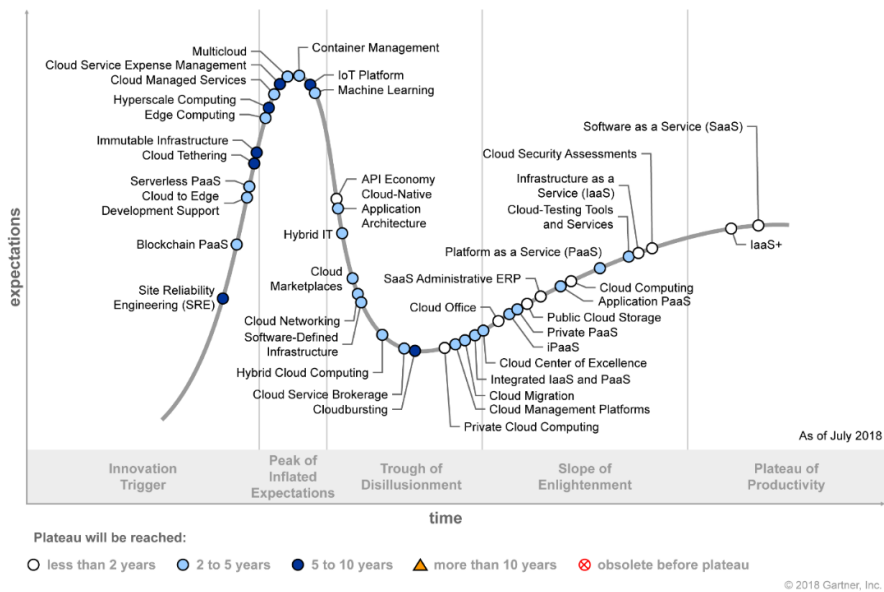 expectations
Multicloud
Container Management
Cloud Service Expense Management
IoT Platform
Cloud Managed Services
Machine Learning
Hyperscale Computing
Edge Computing
Immutable Infrastructure
Cloud Tethering
Serverless PaaS
Cloud to Edge
Development Support
Blockchain PaaS
Site Reliability
Engineering (SRE)
API Economy
Cloud-Native
Application
Architecture
Hybrid IT
Cloud
Marketplaces
Cloud Networking
Software-Defined
Infrastructure
Hybrid Cloud Computing
Cloud Service Brokerage
Cloudbursting
Private Cloud Computing
Cloud Management Platforms
Cloud Migration
Integrated IaaS and PaaS
Cloud Center of Excellence
Cloud Office
iPaaS
Private PaaS
Public Cloud Storage
SaaS Administrative ERP
Application PaaS
Cloud Computing
Platform as a Service (PaaS)
Cloud-Testing Tools
and Services
Infrastructure as a
Service (IaaS)
Cloud Security Assessments
Software as a Service (SaaS)
IaaS+
As of July 2018
Innovation
Trigger
Peak of
Inflated
Expectations
Trough of
Disillusionment
Slope of
Enlightenment
Plateau of
Productivity
time
Plateau will be reached:
less than 2 years
2 to 5 years
5 to 10 years
more than 10 years
obsolete before plateau
© 2018 Gartner, Inc.